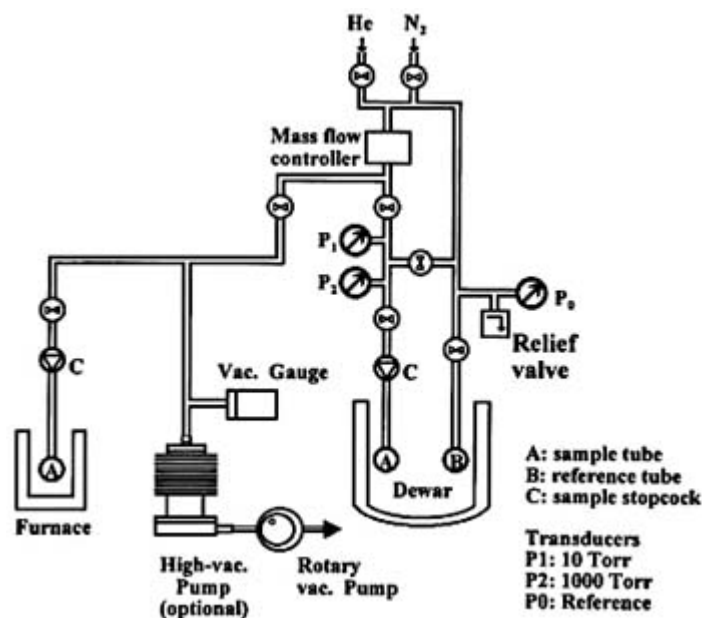 He N₂
Mass flow
controller
P₁
P₂
P₀
Relief
valve
C
Vac. Gauge
C
A
A
B
Dewar
Furnace
High-vac.
Pump
(optional)
Rotary
vac. Pump
A: sample tube
B: reference tube
C: sample stopcock
Transducers
P1: 10 Torr
P2: 1000 Torr
P0: Reference